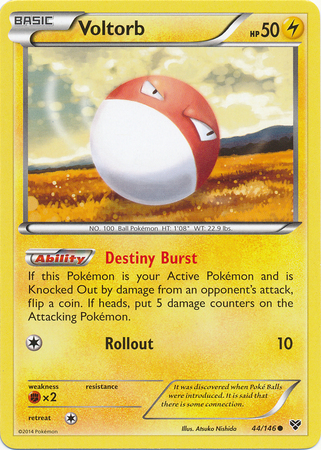 BASIC
Voltorb
HP50
NO. 100 Ball Pokémon HT: 1'08" WT: 22.9 lbs.
Ability Destiny Burst
If this Pokémon is your Active Pokémon and is
Knocked Out by damage from an opponent's attack,
flip a coin. If heads, put 5 damage counters on the
Attacking Pokémon.
Rollout 10
weakness resistance
×2
retreat
It was discovered when Poké Balls
were introduced. It is said that
there is some connection.
©2014 Pokémon
Illus. Atsuko Nishida
44/146
XY